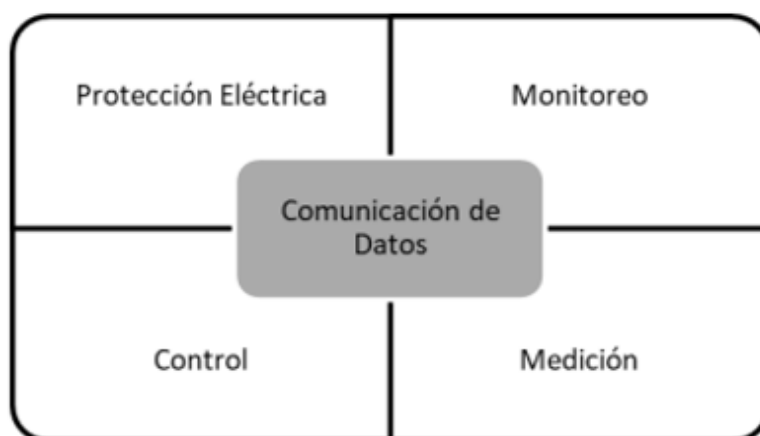 Protección Eléctrica
Monitoreo
Comunicación de
Datos
Control
Medición